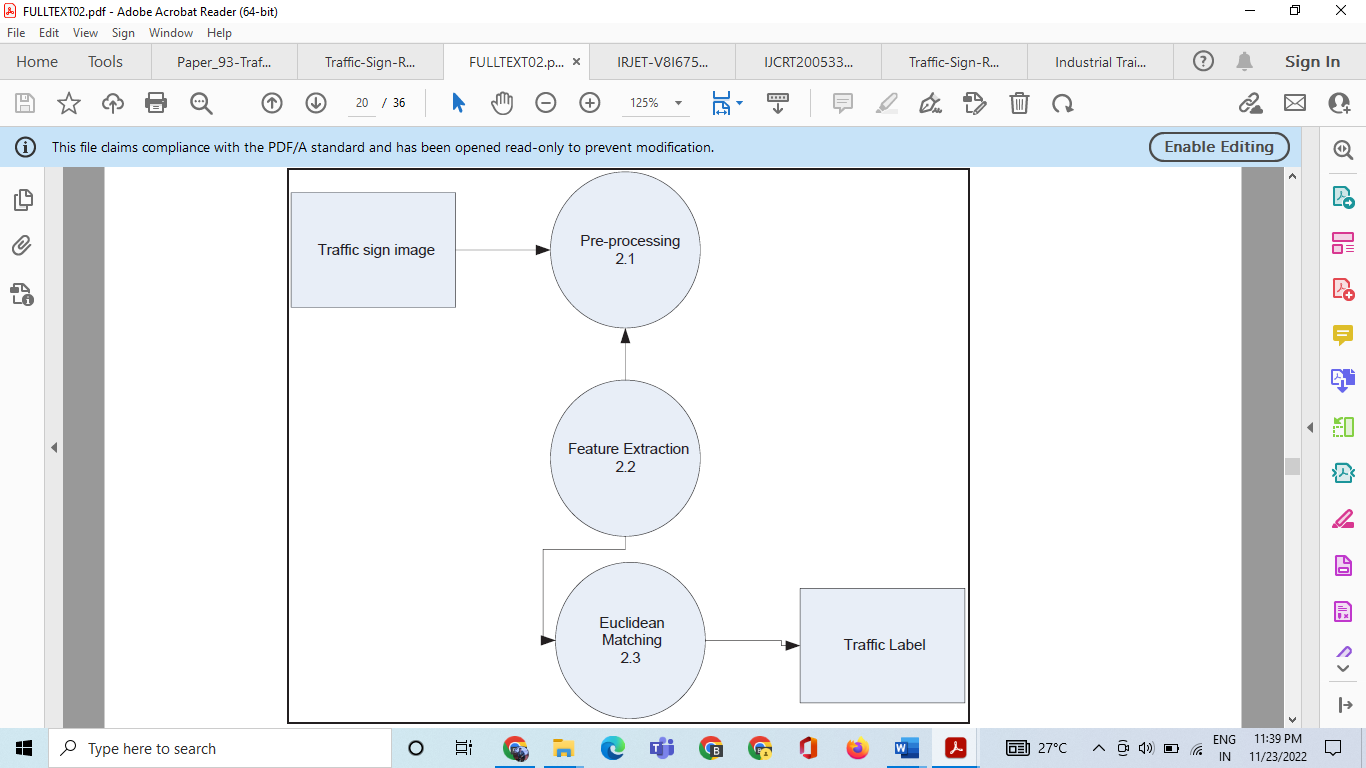 FULLTEXT02.pdf - Adobe Acrobat Reader (64-bit)
File Edit View Sign Window Help
Home Tools Paper_93-Traf... Traffic-Sign-R... FULLTEXT02.p... IRJET-V8I675... IJCRT200533... Traffic-Sign-R... Industrial Trai... Sign In
20 / 36 125%
This file claims compliance with the PDF/A standard and has been opened read-only to prevent modification. Enable Editing
Traffic sign image
Pre-processing
2.1
Feature Extraction
2.2
Euclidean
Matching
2.3
Traffic Label
Type here to search
27°C
ENG
IN
11:39 PM
11/23/2022